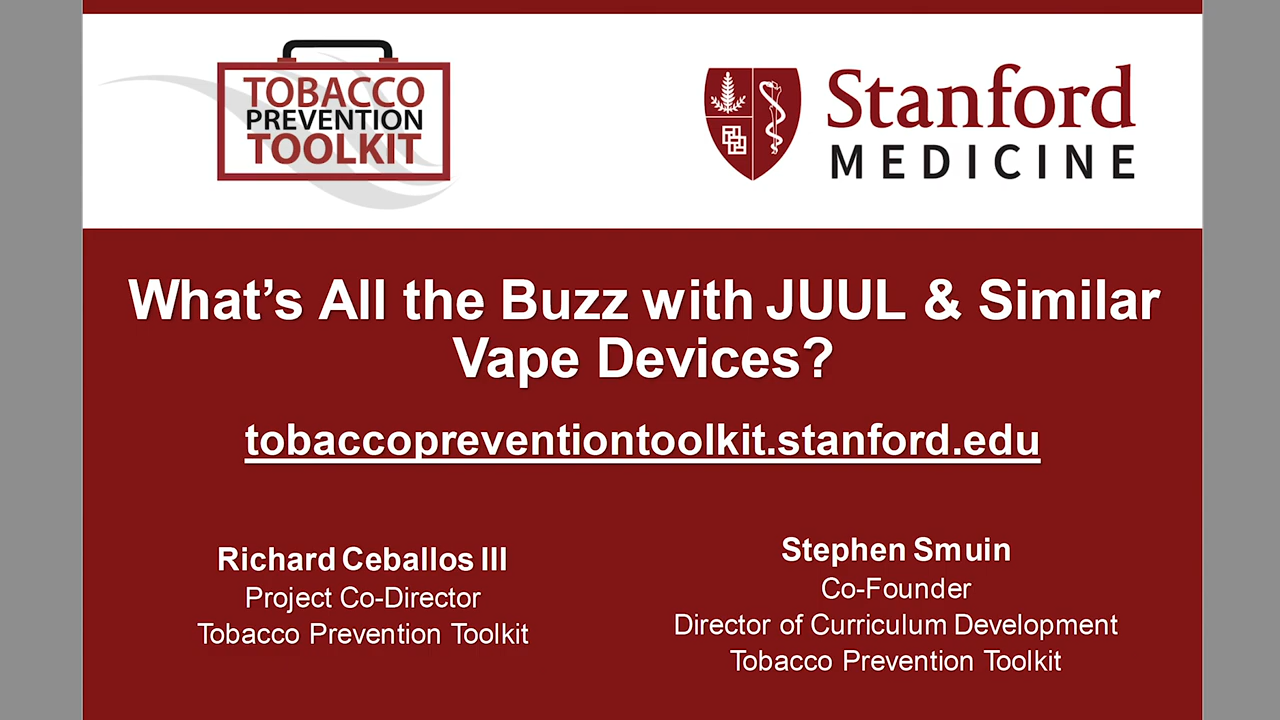 TOBACCO
PREVENTION
TOOLKIT
Stanford
MEDICINE
What's All the Buzz with JUUL & Similar
Vape Devices?
tobaccopreventiontoolkit.stanford.edu
Richard Ceballos III
Project Co-Director
Tobacco Prevention Toolkit
Stephen Smuin
Co-Founder
Director of Curriculum Development
Tobacco Prevention Toolkit